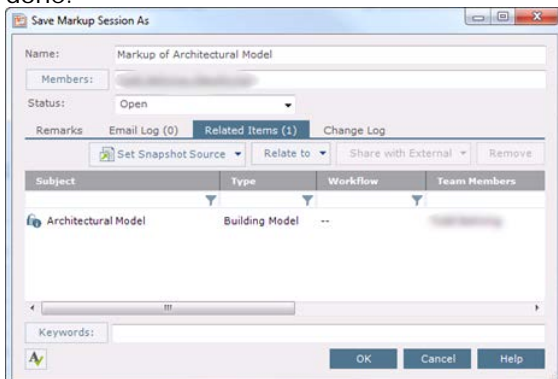 done.
Save Markup Session As
Name: Markup of Architectural Model
Members:
Status: Open
Remarks Email Log (0) Related Items (1) Change Log
Set Snapshot Source Relate to Share with External Remove
Subject Type Workflow Team Members
Architectural Model Building Model --
Keywords:
OK Cancel Help